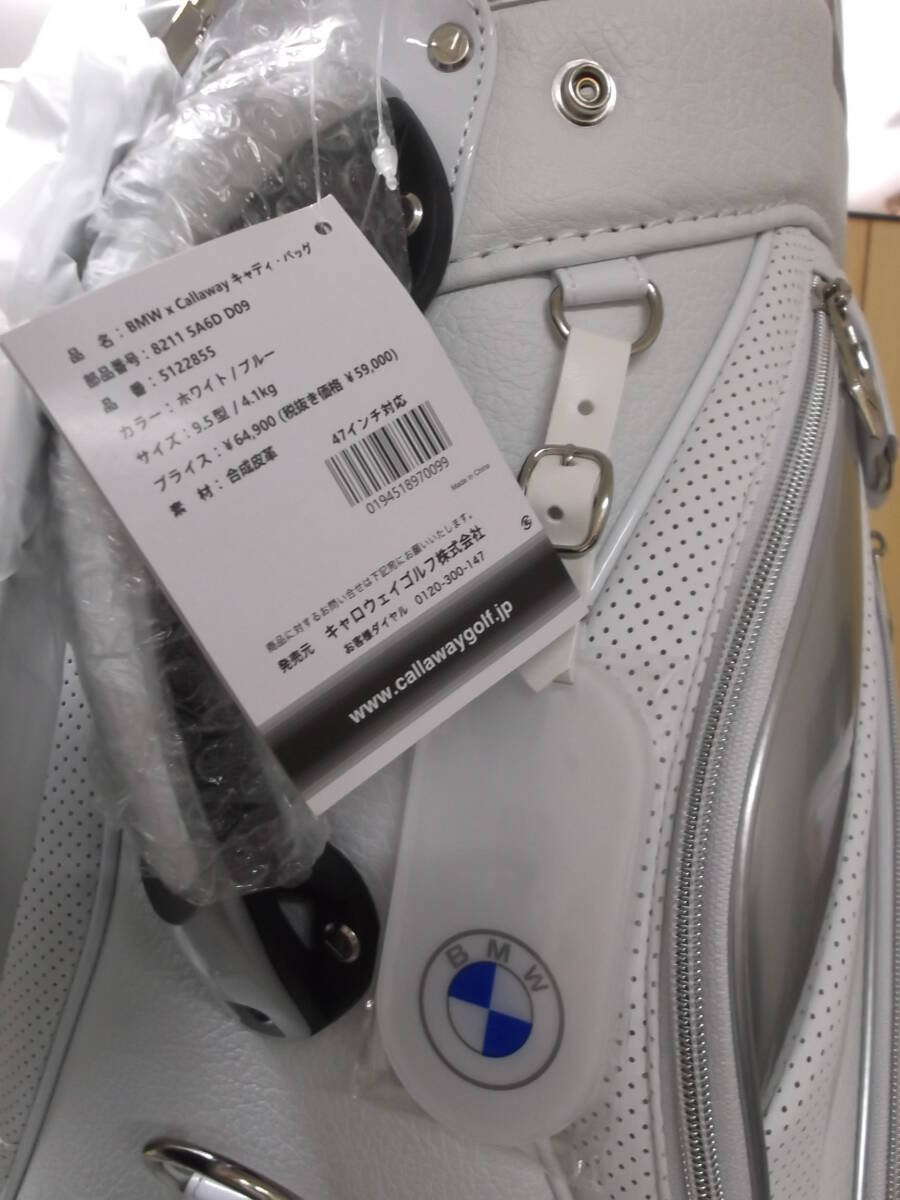 品 名：BMW x Callaway キャディ・バッグ
部品番号：8211 5A6D D09
品 番：5122855
カラー：ホワイト / ブルー
サイズ：9.5 型 / 4.1kg
プライス：￥64,900 (税抜き価格 ￥59,000)
素 材：合成皮革
47インチ対応
0194518970099
Made in China
商品に対するお問い合せは下記宛にお願いいたします。
発売元 キャロウェイゴルフ株式会社
お客様ダイヤル 0120-300-147
www.callawaygolf.jp
BMW